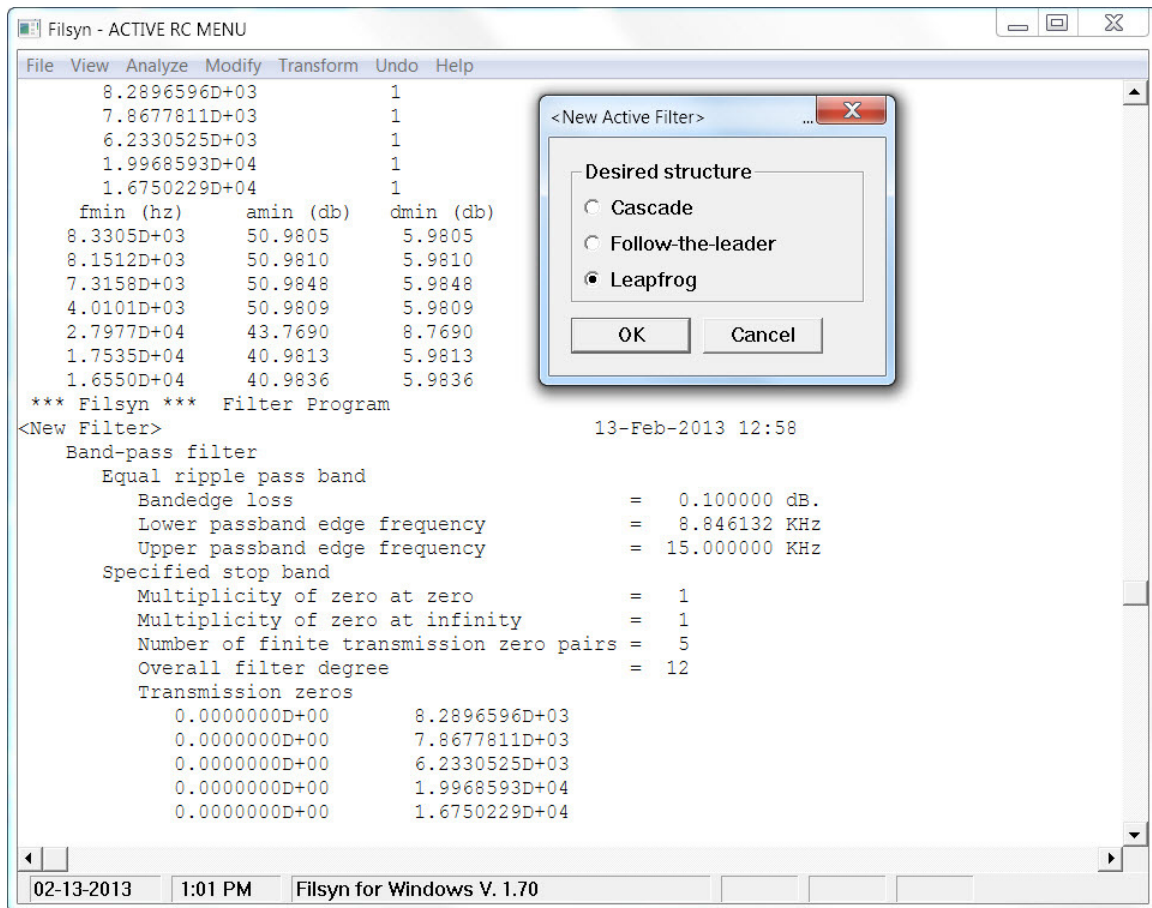 Filsyn - ACTIVE RC MENU
File View Analyze Modify Transform Undo Help
8.2896596D+03 1
7.8677811D+03 1
6.2330525D+03 1
1.9968593D+04 1
1.6750229D+04 1
fmin (hz) amin (db) dmin (db)
8.3305D+03 50.9805 5.9805
8.1512D+03 50.9810 5.9810
7.3158D+03 50.9848 5.9848
4.0101D+03 50.9809 5.9809
2.7977D+04 43.7690 8.7690
1.7535D+04 40.9813 5.9813
1.6550D+04 40.9836 5.9836
*** Filsyn *** Filter Program
<New Filter> 13-Feb-2013 12:58
Band-pass filter
Equal ripple pass band
Bandedge loss = 0.100000 dB.
Lower passband edge frequency = 8.846132 KHz
Upper passband edge frequency = 15.000000 KHz
Specified stop band
Multiplicity of zero at zero = 1
Multiplicity of zero at infinity = 1
Number of finite transmission zero pairs = 5
Overall filter degree = 12
Transmission zeros
0.0000000D+00 8.2896596D+03
0.0000000D+00 7.8677811D+03
0.0000000D+00 6.2330525D+03
0.0000000D+00 1.9968593D+04
0.0000000D+00 1.6750229D+04
<New Active Filter> ...
Desired structure
Cascade
Follow-the-leader
Leapfrog
OK Cancel
02-13-2013 1:01 PM Filsyn for Windows V. 1.70